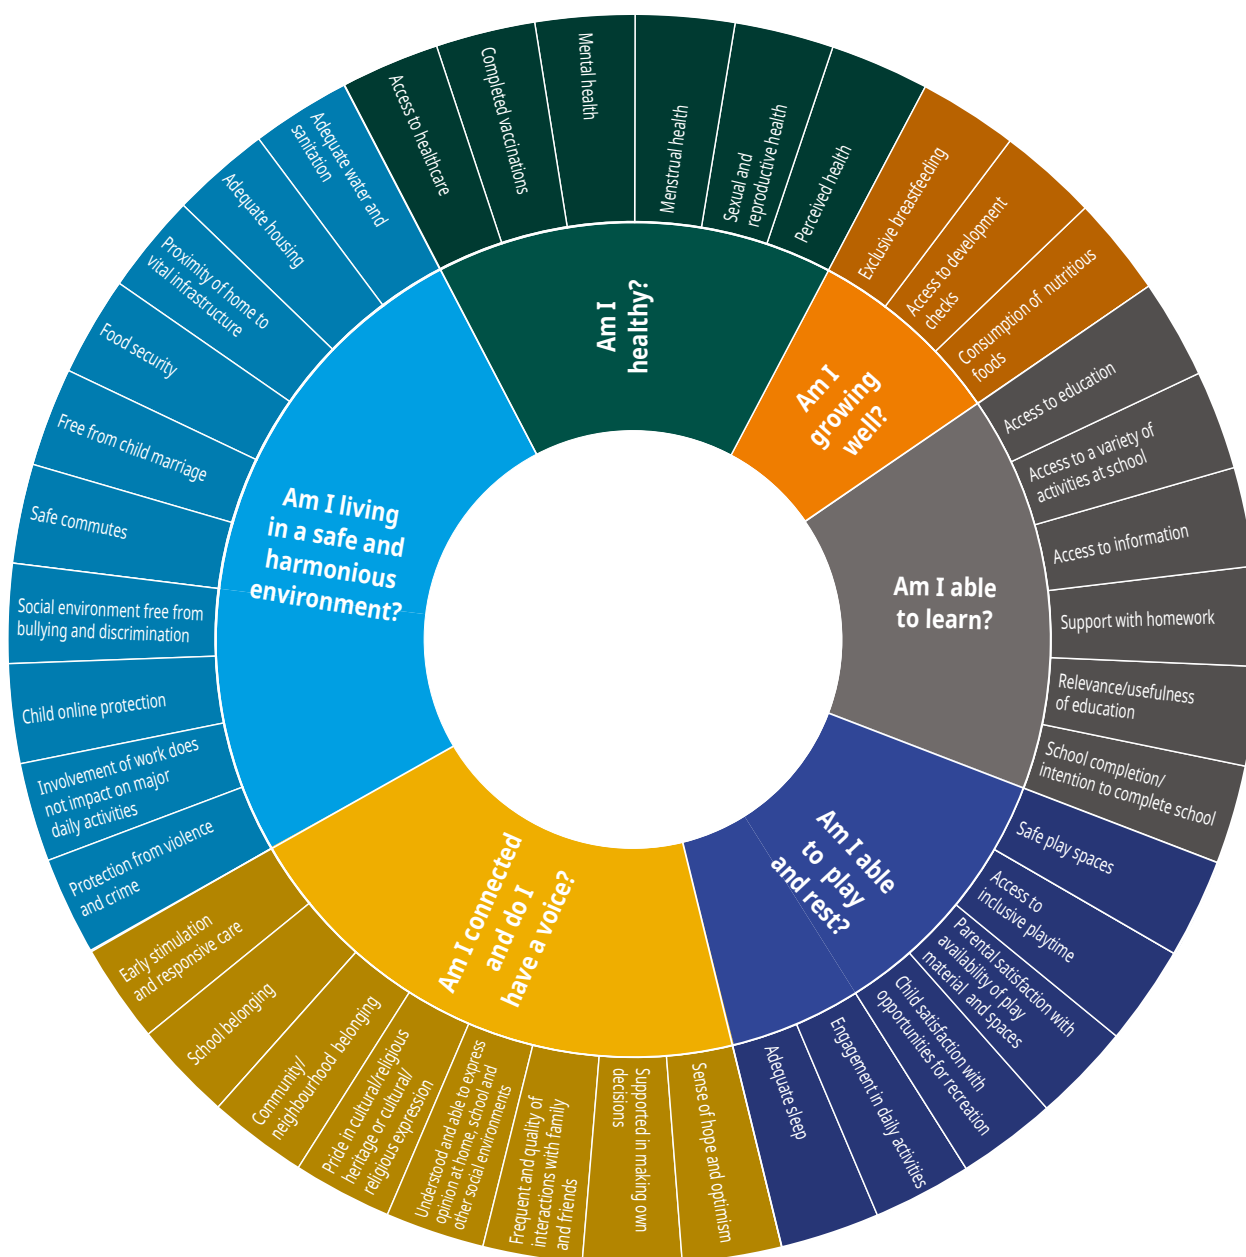 Am I
healthy?
Access to healthcare
Completed vaccinations
Mental health
Menstrual health
Sexual and
reproductive health
Perceived health
Am I
growing
well?
Exclusive breastfeeding
Access to development
checks
Consumption of nutritious
foods
Am I able
to learn?
Access to education
Access to a variety of
activities at school
Access to information
Support with homework
Relevance/usefulness
of education
School completion/
intention to complete school
Am I able
to play
and rest?
Safe play spaces
Access to
inclusive playtime
Parental satisfaction with
availability of play
material and spaces
Child satisfaction with
opportunities for recreation
Engagement in daily activities
Adequate sleep
Am I connected
and do I
have a voice?
Sense of hope and optimism
Supported in making own
decisions
Frequent and quality of
interactions with family
and friends
Understood and able to express
opinion at home, school and
other social environments
Pride in cultural/religious
heritage or cultural/
religious expression
Community/
neighbourhood belonging
School belonging
Early stimulation
and responsive care
Am I living
in a safe and
harmonious
environment?
Protection from violence
and crime
Involvement of work does
not impact on major
daily activities
Child online protection
Social environment free from
bullying and discrimination
Safe commutes
Free from child marriage
Food security
Proximity of home to
vital infrastructure
Adequate housing
Adequate water and
sanitation